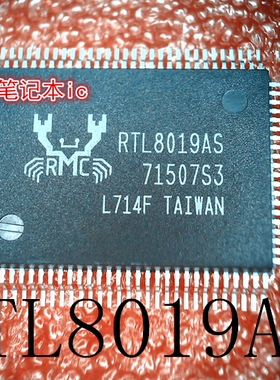 笔记本ic
RTL8019AS
RMC
71507S3
L714F TAIWAN
TL8019A